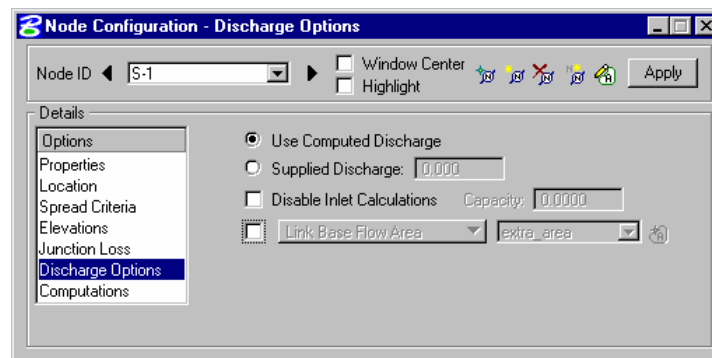 Node Configuration - Discharge Options
Node ID S-1 Window Center Apply
Highlight
Details
Options
Properties
Location
Spread Criteria
Elevations
Junction Loss
Discharge Options
Computations
Use Computed Discharge
Supplied Discharge: 0.000
Disable Inlet Calculations Capacity: 0.0000
Link Base Flow Area extra_area